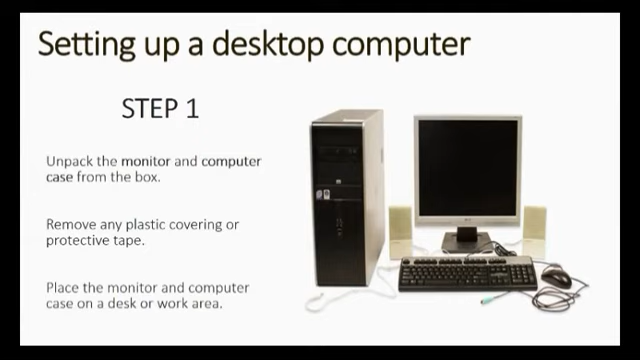 Setting up a desktop computer
STEP 1
Unpack the monitor and computer
case from the box.
Remove any plastic covering or
protective tape.
Place the monitor and computer
case on a desk or work area.